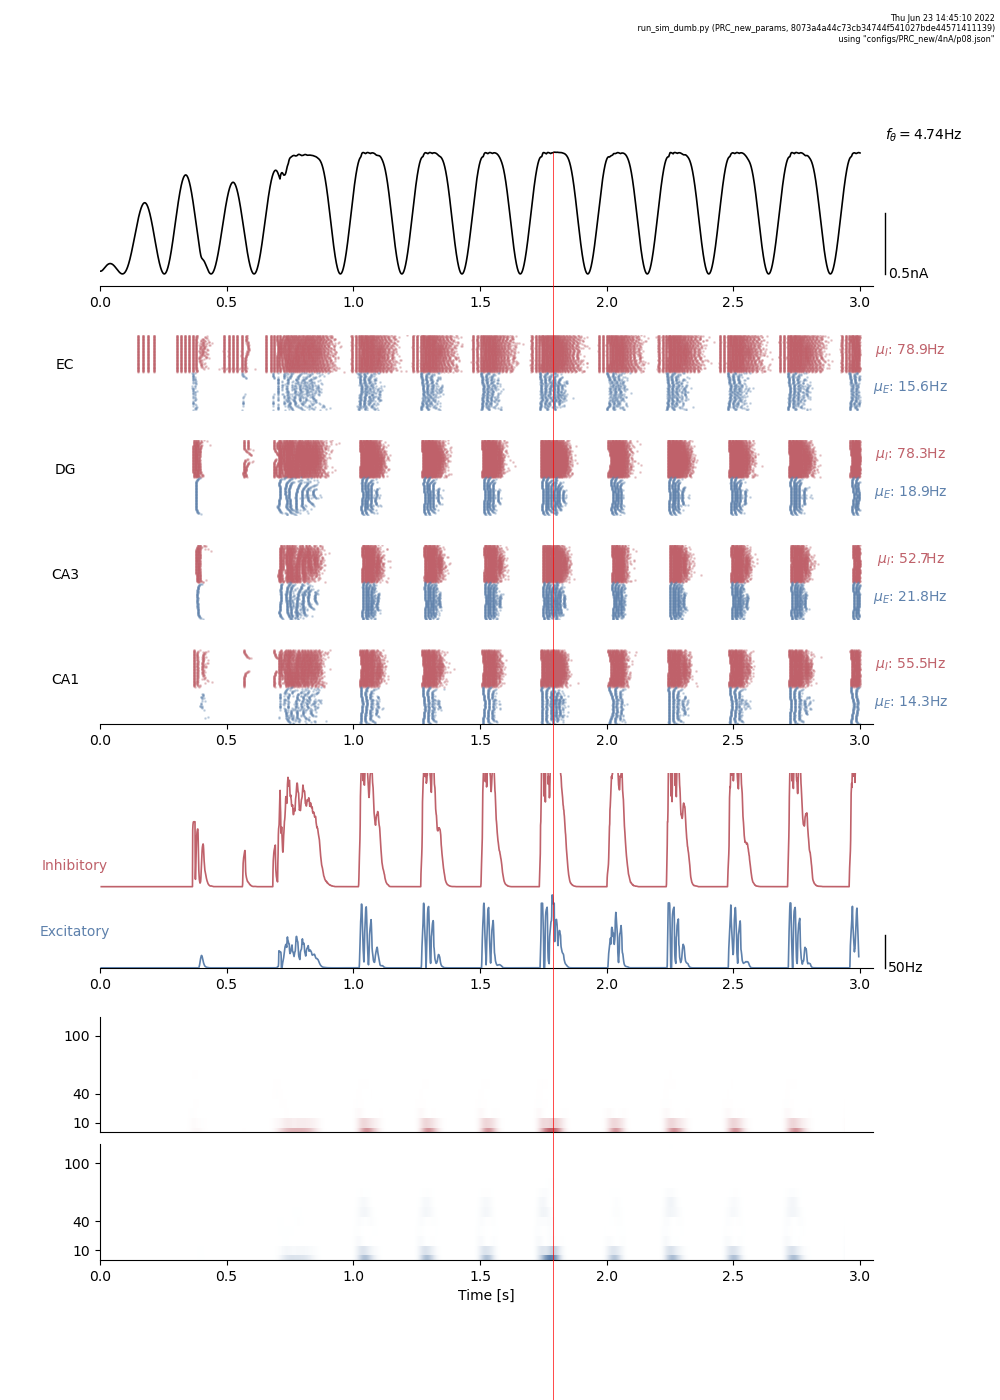 Thu Jun 23 14:45:10 2022
run_sim_dumb.py (PRC_new_params, 8073a4a44c73cb34744f541027bde44571411139)
using "configs/PRC_new/4nA/p08.json"
fθ = 4.74Hz
0.5nA
0.0 0.5 1.0 1.5 2.0 2.5 3.0
EC
μI: 78.9Hz
μE: 15.6Hz
DG
μI: 78.3Hz
μE: 18.9Hz
CA3
μI: 52.7Hz
μE: 21.8Hz
CA1
μI: 55.5Hz
μE: 14.3Hz
0.0 0.5 1.0 1.5 2.0 2.5 3.0
Inhibitory
Excitatory
50Hz
0.0 0.5 1.0 1.5 2.0 2.5 3.0
100
40
10
100
40
10
0.0 0.5 1.0 1.5 2.0 2.5 3.0
Time [s]